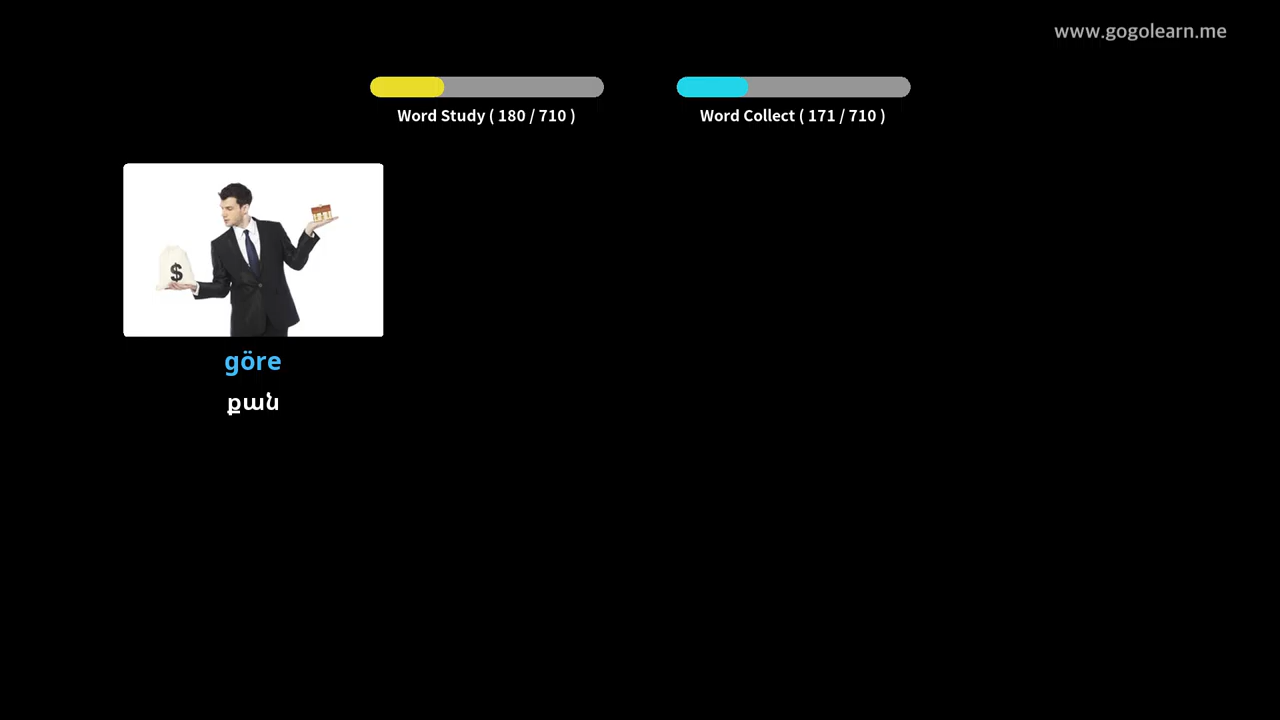 www.gogolearn.me
Word Study ( 180 / 710 )
Word Collect ( 171 / 710 )
$
göre
քան